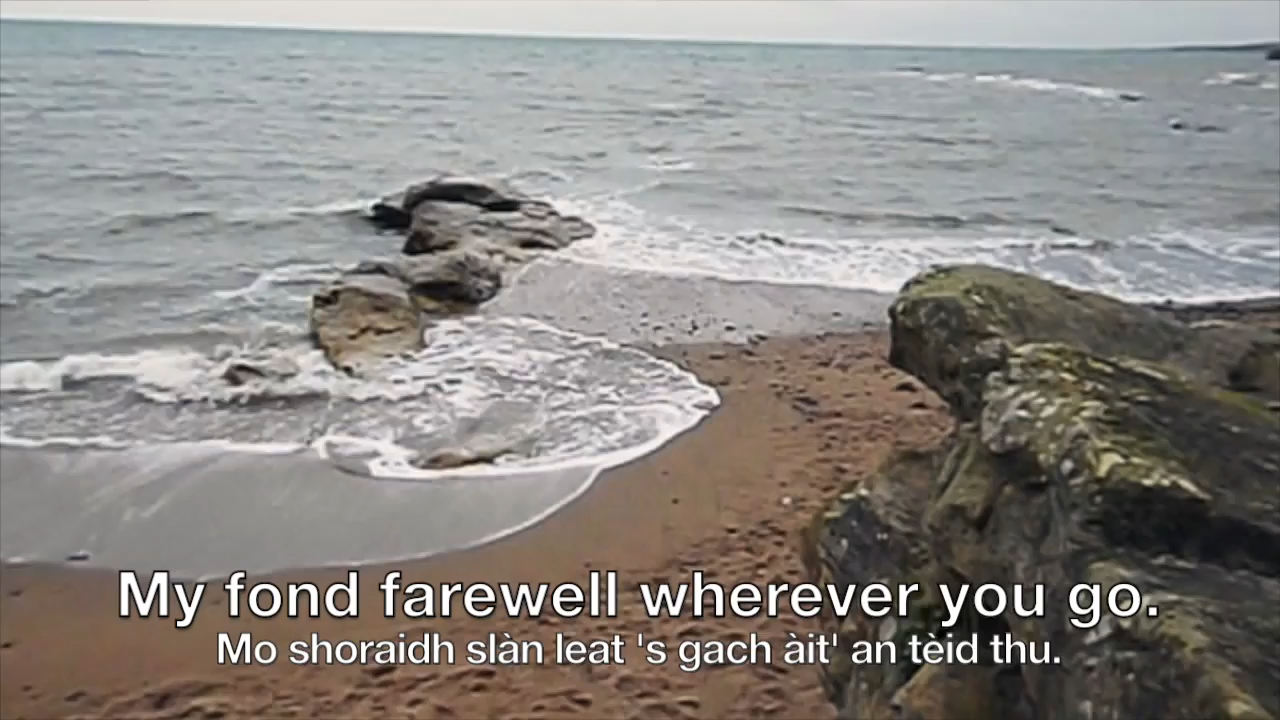 My fond farewell wherever you go.
Mo shoraidh slàn leat 's gach àit' an tèid thu.